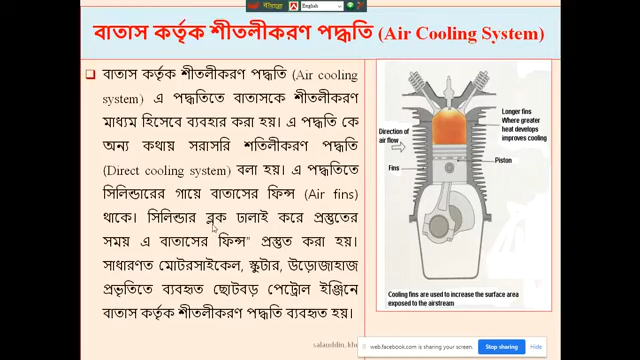 বাংলা
English
বাতাস কর্তৃক শীতলীকরণ পদ্ধতি (Air Cooling System)
বাতাস কর্তৃক শীতলীকরণ পদ্ধতি (Air cooling
system) এ পদ্ধতিতে বাতাসকে শীতলীকরণ
মাধ্যম হিসেবে ব্যবহার করা হয়। এ পদ্ধতি কে
অন্য কথায় সরাসরি শতিলীকরণ পদ্ধতি
(Direct cooling system) বলা হয়। এ পদ্ধতিতে
সিলিন্ডারের গায়ে বাতাসের ফিন্স (Air fins)
থাকে। সিলিন্ডার ব্লক ঢালাই করে প্রস্তুতের
সময় এ বাতাসের ফিন্স" প্রস্তুত করা হয়।
সাধারণত মোটরসাইকেল, স্কুটার, উড়োজাহাজ
প্রভৃতিতে ব্যবহৃত ছোটবড় পেট্রোল ইঞ্জিনে
বাতাস কর্তৃক শীতলীকরণ পদ্ধতি ব্যবহৃত হয়।
Longer fins
Where greater
heat develops
improves cooling
Direction of
air flow
Piston
Fins
Cooling fins are used to increase the surface area
exposed to the airstream
salauddin, khu
web.facebook.com is sharing your screen.
Stop sharing
Hide